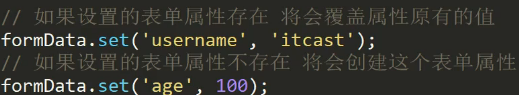 // 如果设置的表单属性存在 将会覆盖属性原有的值
formData.set('username', 'itcast');
// 如果设置的表单属性不存在 将会创建这个表单属性
formData.set('age', 100);